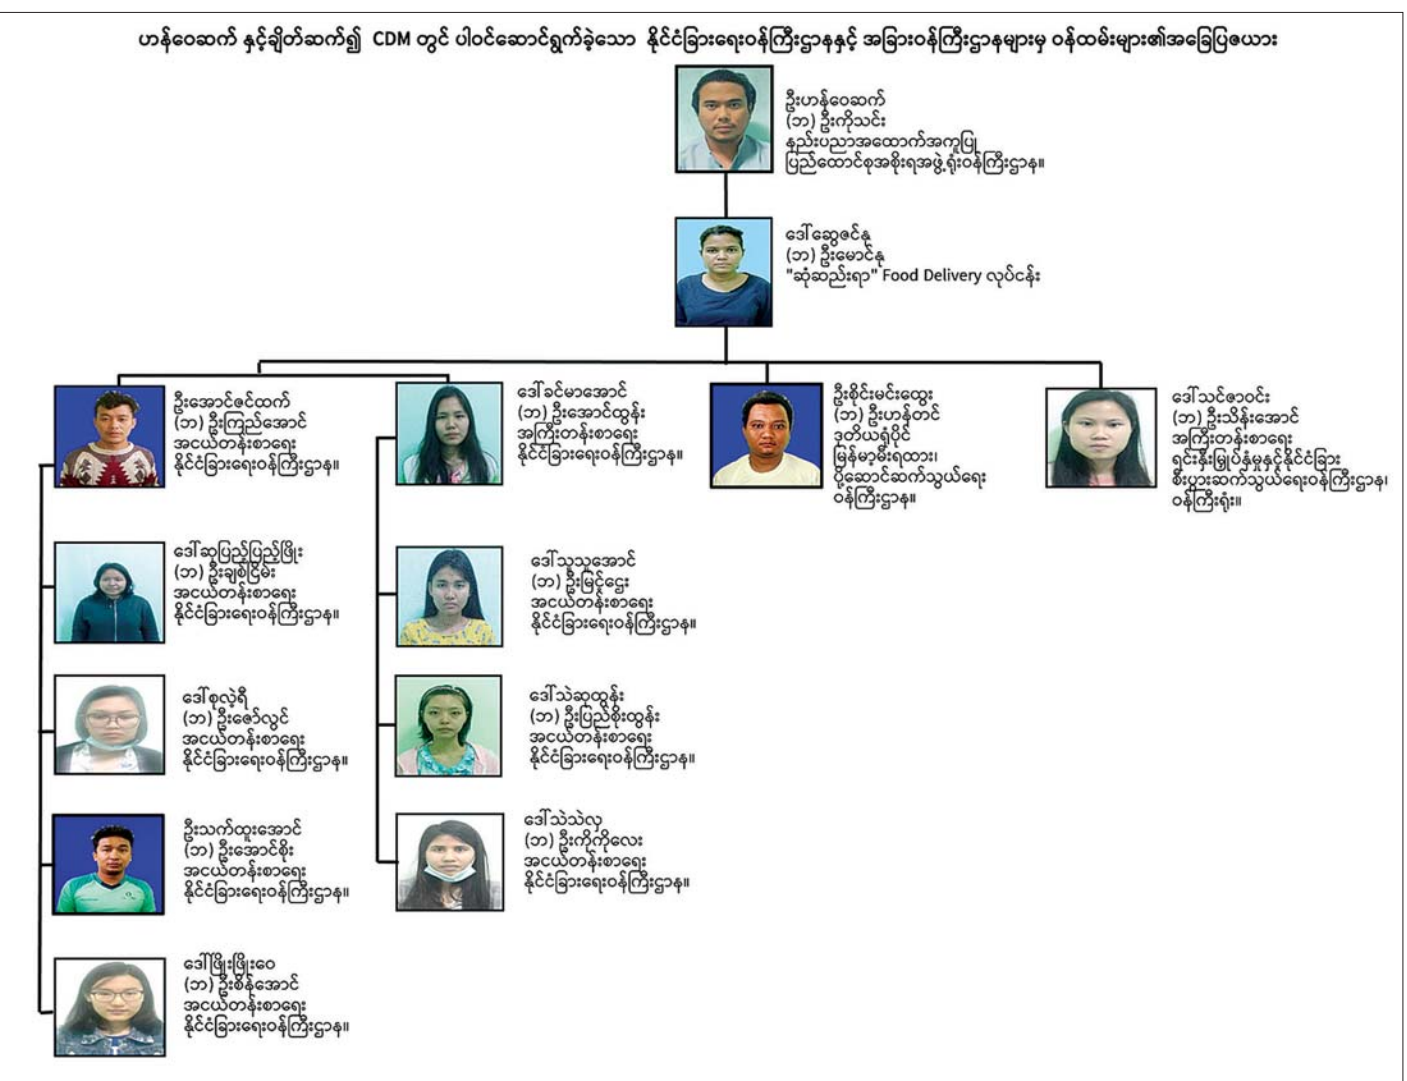 ဟန်ဝေဆက် နှင့်ချိတ်ဆက်၍ CDM တွင် ပါဝင်ဆောင်ရွက်ခဲ့သော နိုင်ငံခြားရေးဝန်ကြီးဌာနနှင့် အခြားဝန်ကြီးဌာနများမှ ဝန်ထမ်းများ၏အခြေပြဇယား
ဦးဟန်ဝေဆက်
(ဘ) ဦးကိုသင်း
နည်းပညာအထောက်အကူပြု
ပြည်ထောင်စုအစိုးရအဖွဲ့ရုံးဝန်ကြီးဌာန။
ဒေါ်ဆွေဇင်နု
(ဘ) ဦးမောင်နု
"ဆုံဆည်းရာ" Food Delivery လုပ်ငန်း
ဦးအောင်ဇင်ထက်
(ဘ) ဦးကြည်အောင်
အငယ်တန်းစာရေး
နိုင်ငံခြားရေးဝန်ကြီးဌာန။
ဒေါ်ဆုပြည့်ပြည့်ဖြိုး
(ဘ) ဦးချစ်ငြိမ်း
အငယ်တန်းစာရေး
နိုင်ငံခြားရေးဝန်ကြီးဌာန။
ဒေါ်စုလှဲ့ရီ
(ဘ) ဦးဇော်လွင်
အငယ်တန်းစာရေး
နိုင်ငံခြားရေးဝန်ကြီးဌာန။
ဦးသက်ထူးအောင်
(ဘ) ဦးအောင်စိုး
အငယ်တန်းစာရေး
နိုင်ငံခြားရေးဝန်ကြီးဌာန။
ဒေါ်ဖြိုးဖြိုးဝေ
(ဘ) ဦးစိန်အောင်
အငယ်တန်းစာရေး
နိုင်ငံခြားရေးဝန်ကြီးဌာန။
ဒေါ်ခင်မာအောင်
(ဘ) ဦးအောင်ထွန်း
အကြီးတန်းစာရေး
နိုင်ငံခြားရေးဝန်ကြီးဌာန။
ဒေါ်သူသူအောင်
(ဘ) ဦးမြင့်ဌေး
အငယ်တန်းစာရေး
နိုင်ငံခြားရေးဝန်ကြီးဌာန။
ဒေါ်သဲဆုထွန်း
(ဘ) ဦးပြည်စိုးထွန်း
အငယ်တန်းစာရေး
နိုင်ငံခြားရေးဝန်ကြီးဌာန။
ဒေါ်သဲသဲလှ
(ဘ) ဦးကိုကိုလေး
အငယ်တန်းစာရေး
နိုင်ငံခြားရေးဝန်ကြီးဌာန။
ဦးစိုင်းမင်းထွေး
(ဘ) ဦးဟန်တင်
ဒုတိယရုံပိုင်
မြန်မာ့မီးရထား၊
ပို့ဆောင်ဆက်သွယ်ရေး
ဝန်ကြီးဌာန။
ဒေါ်သင်ဇာဝင်း
(ဘ) ဦးသိန်းအောင်
အကြီးတန်းစာရေး
ရင်းနှီးမြှုပ်နှံမှုနှင့်နိုင်ငံခြား
စီးပွားဆက်သွယ်ရေးဝန်ကြီးဌာန၊
ဝန်ကြီးရုံး။